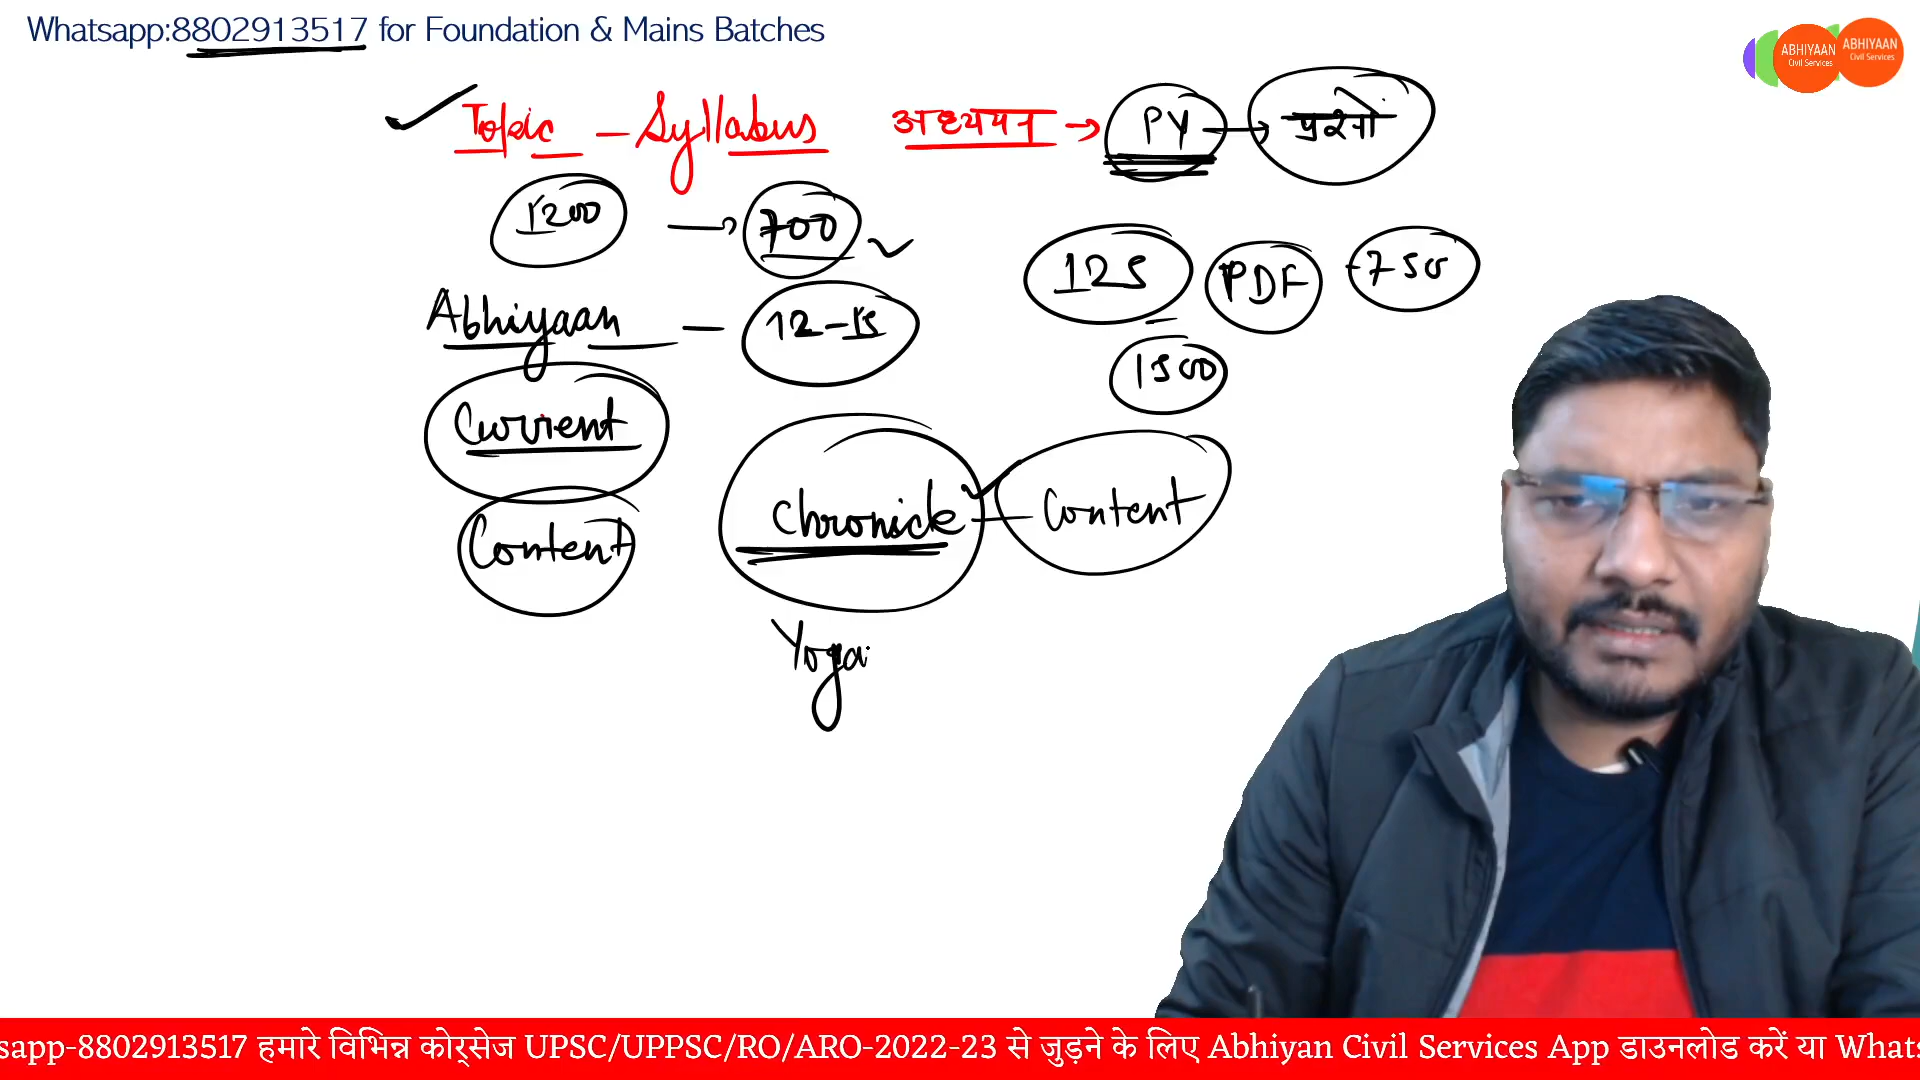 Whatsapp:8802913517 for Foundation & Mains Batches
ABHIYAAN Civil Services
ABHIYAAN Civil Services
Topic - Syllabus अध्ययन → PY → प्रश्नों
1200 → 700
125 PDF 750
Abhiyaan - 12-15
1500
Current
Chronicle - Content
Content
Yoga
sapp-8802913517 हमारे विभिन्न कोर्सेज UPSC/UPPSC/RO/ARO-2022-23 से जुड़ने के लिए Abhiyan Civil Services App डाउनलोड करें या Whats